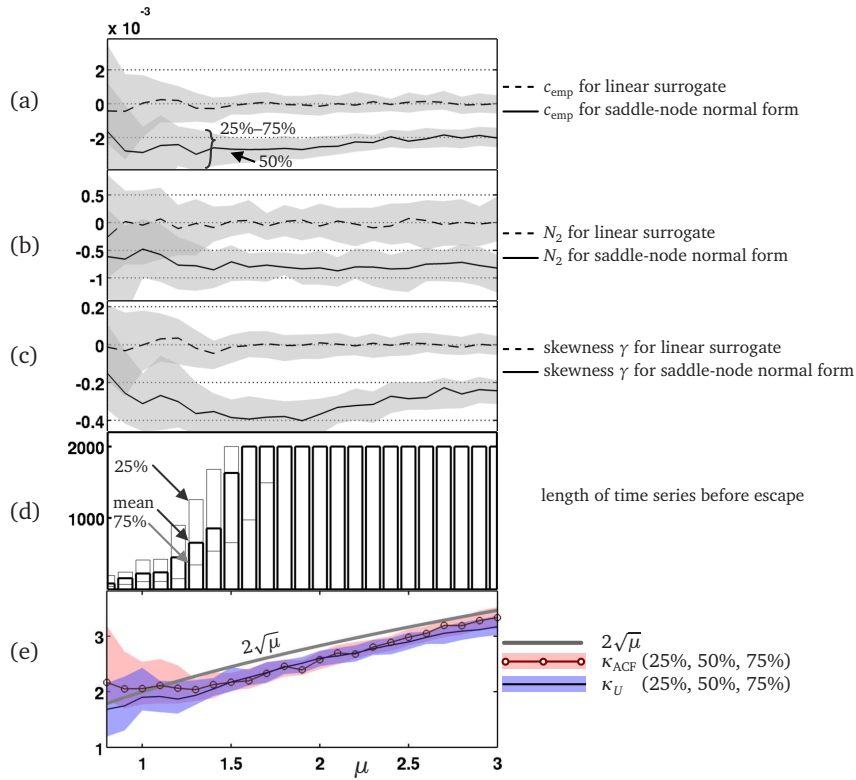 x 10⁻³
(a)
2
0
-2
25%–75%
50%
c_emp for linear surrogate
c_emp for saddle-node normal form
(b)
0.5
0
-0.5
-1
N₂ for linear surrogate
N₂ for saddle-node normal form
(c)
0.2
0
-0.2
-0.4
skewness γ for linear surrogate
skewness γ for saddle-node normal form
(d)
2000
1000
25%
mean
75%
length of time series before escape
(e)
3
2
1
2√μ
2√μ
κ_ACF (25%, 50%, 75%)
κ_U (25%, 50%, 75%)
1 1.5 2 2.5 3
μ